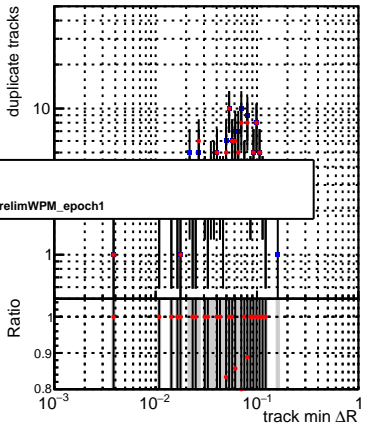 duplicate tracks
10
relimWPM_epoch1
1
Ratio
1
0.9
0.8
10⁻³
10⁻²
10⁻¹
1
track min ΔR